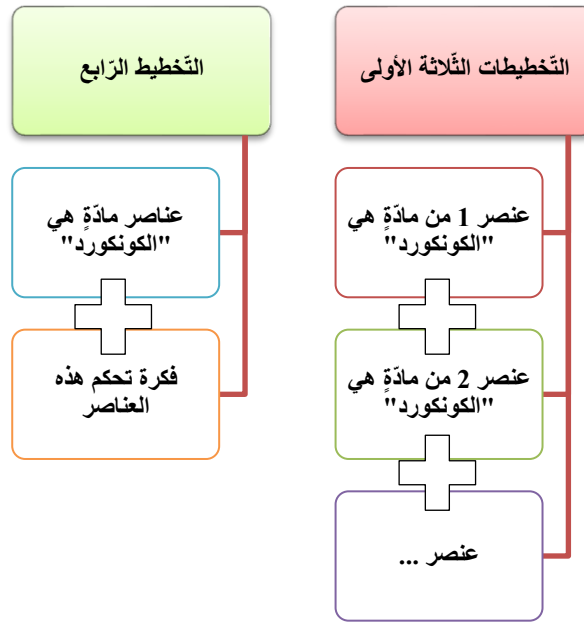 التّخطيطات الثّلاثة الأولى
عنصر 1 من مادّةٍ هي
"الكونكورد"
عنصر 2 من مادّةٍ هي
"الكونكورد"
عنصر ...
التّخطيط الرّابع
عناصر مادّةٍ هي
"الكونكورد"
فكرة تحكم هذه
العناصر